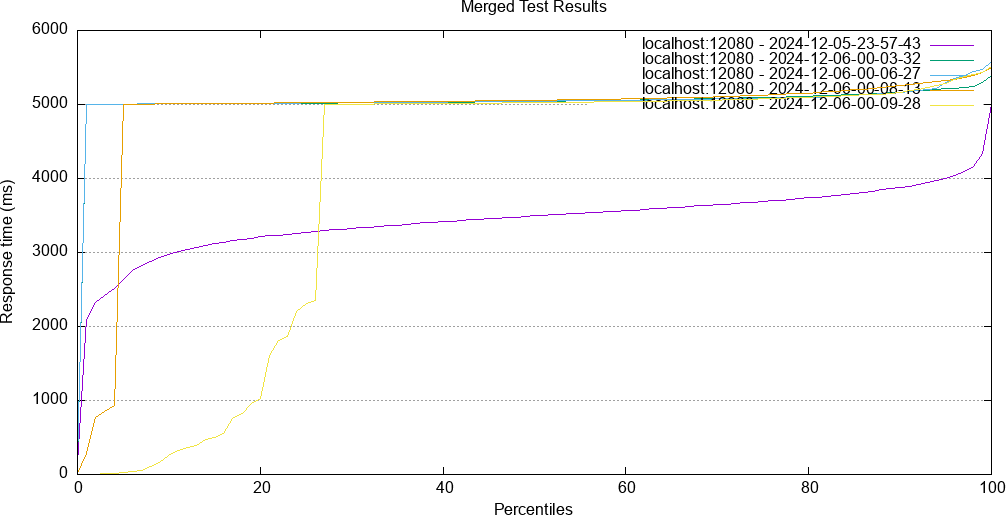 Merged Test Results
6000
5000
4000
3000
2000
1000
0
Response time (ms)
localhost:12080 - 2024-12-05-23-57-43
localhost:12080 - 2024-12-06-00-03-32
localhost:12080 - 2024-12-06-00-06-27
localhost:12080 - 2024-12-06-00-08-13
localhost:12080 - 2024-12-06-00-09-28
0 20 40 60 80 100
Percentiles